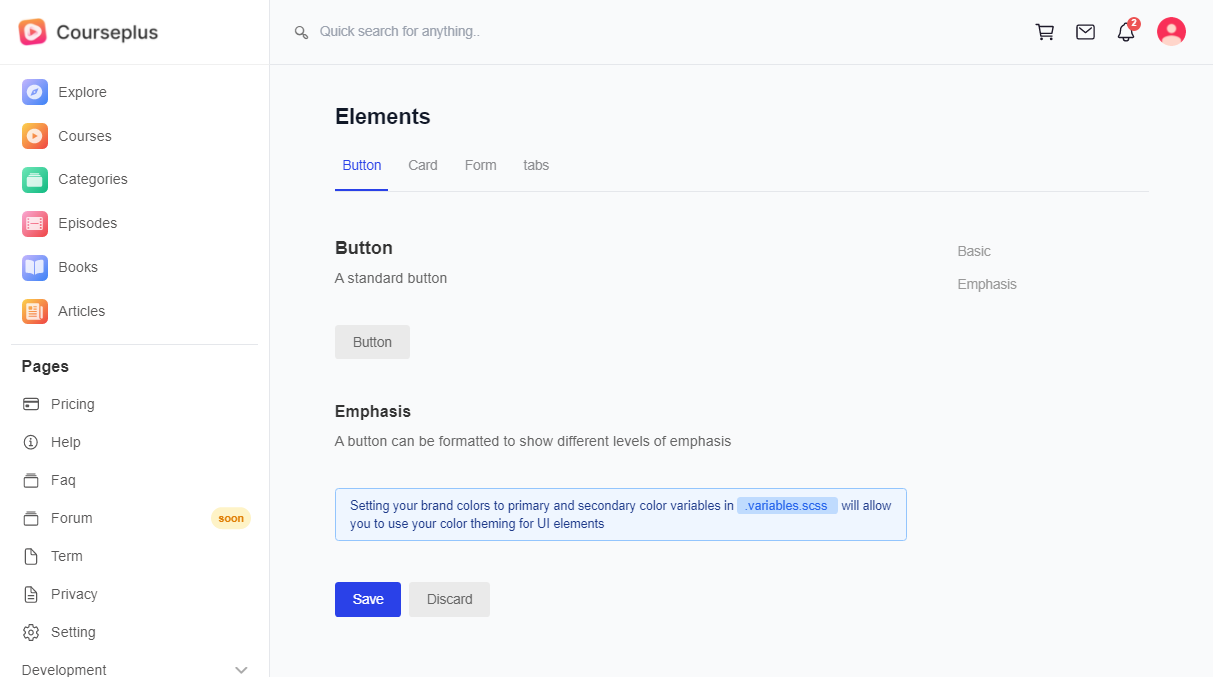 Courseplus
Quick search for anything..
2
Explore
Courses
Categories
Episodes
Books
Articles
Pages
Pricing
Help
Faq
Forum
soon
Term
Privacy
Setting
Development
Elements
Button
Card
Form
tabs
Button
A standard button
Button
Basic
Emphasis
Emphasis
A button can be formatted to show different levels of emphasis
Setting your brand colors to primary and secondary color variables in .variables.scss will allow
you to use your color theming for UI elements
Save
Discard